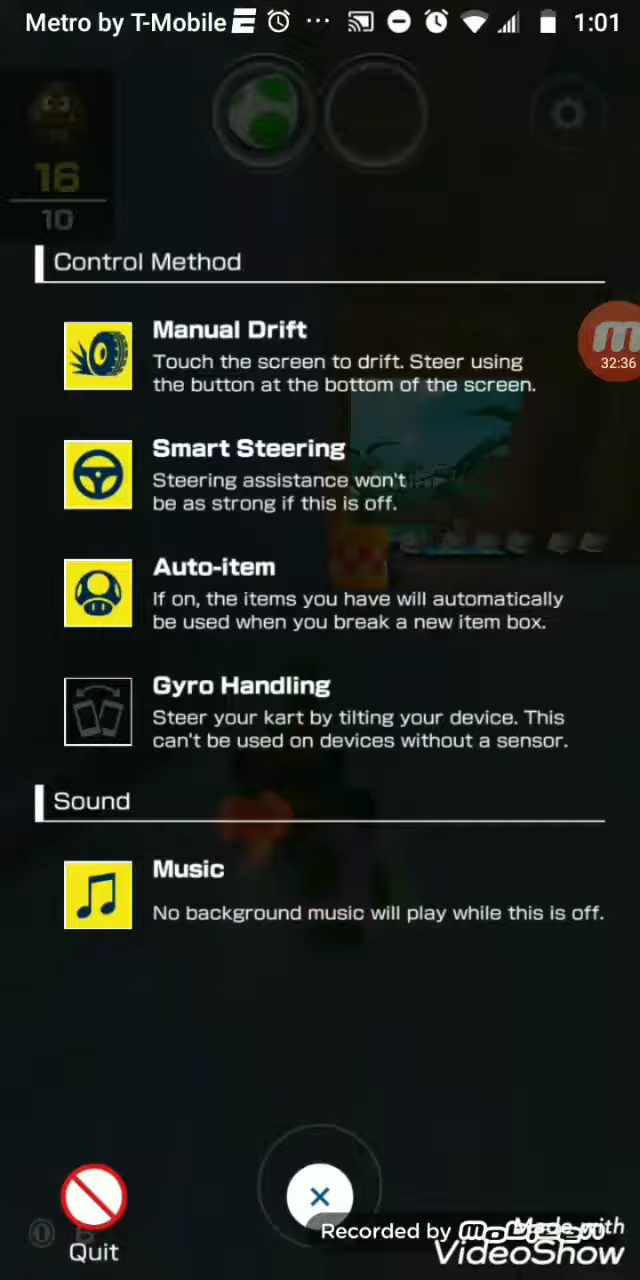 Metro by T-Mobile 1:01
16
10
Control Method
Manual Drift
Touch the screen to drift. Steer using
the button at the bottom of the screen.
32:36
Smart Steering
Steering assistance won't
be as strong if this is off.
Auto-item
If on, the items you have will automatically
be used when you break a new item box.
Gyro Handling
Steer your kart by tilting your device. This
can't be used on devices without a sensor.
Sound
Music
No background music will play while this is off.
Quit
Recorded by
Made with
VideoShow